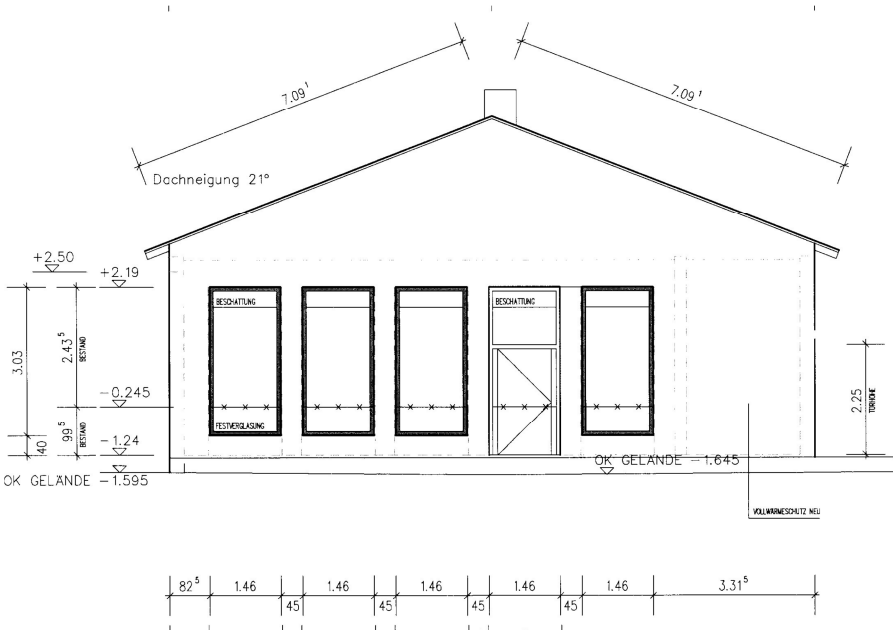 7.09¹
7.09¹
Dachneigung 21°
+2.50
+2.19
BESCHATTUNG
BESCHATTUNG
3.03
2.43⁵
BESTAND
-0.245
99⁵
BESTAND
FESTVERGLASUNG
2.25
TÜRHÖHE
40
-1.24
OK GELÄNDE -1.645
OK GELÄNDE -1.595
VOLLWÄRMESCHUTZ NEU
82⁵ 1.46 1.46 1.46 1.46 1.46 3.31⁵
45 45 45 45